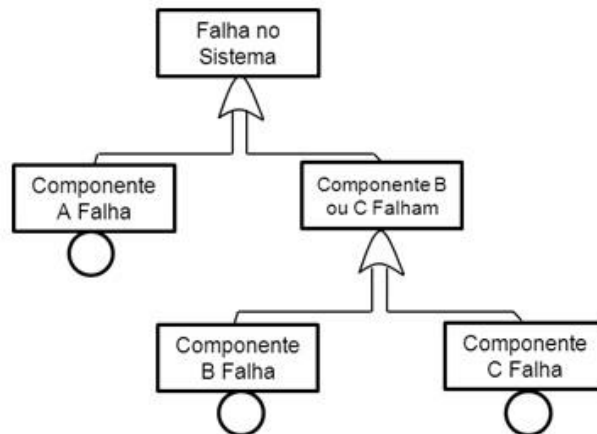 Falha no
Sistema
Componente
A Falha
Componente B
ou C Falham
Componente
B Falha
Componente
C Falha